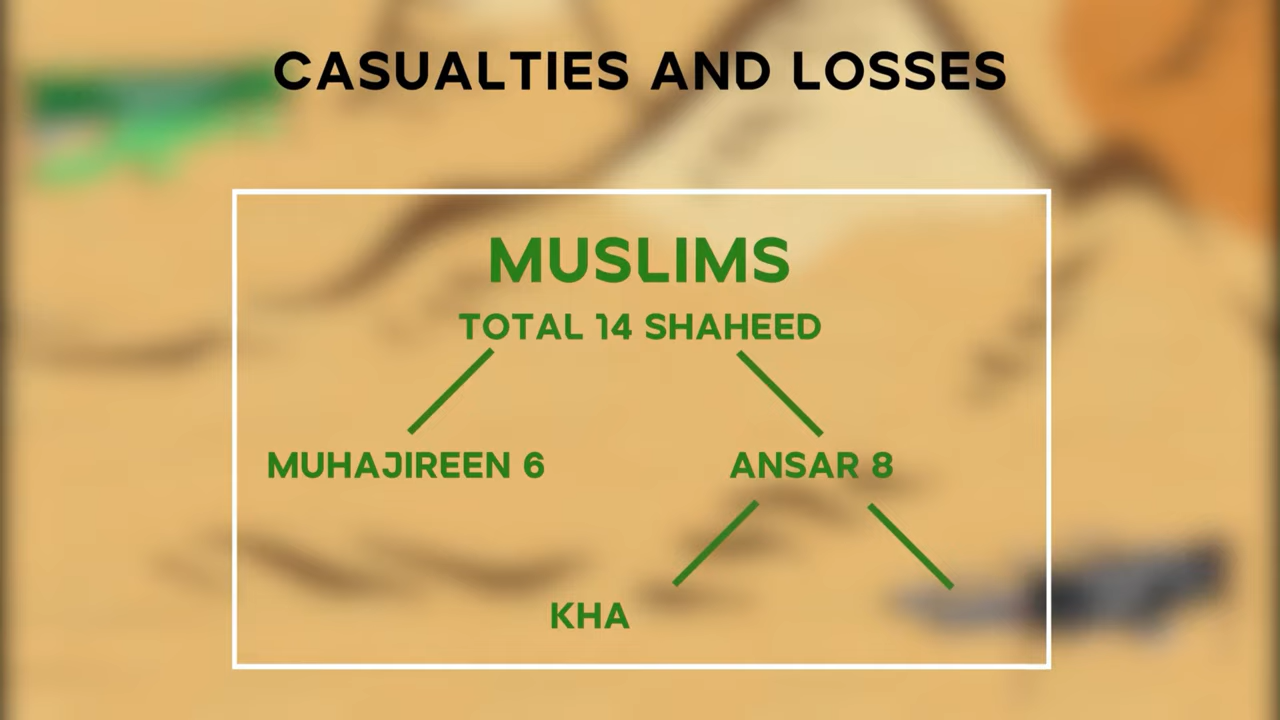 CASUALTIES AND LOSSES
MUSLIMS
TOTAL 14 SHAHEED
MUHAJIREEN 6
ANSAR 8
KHA